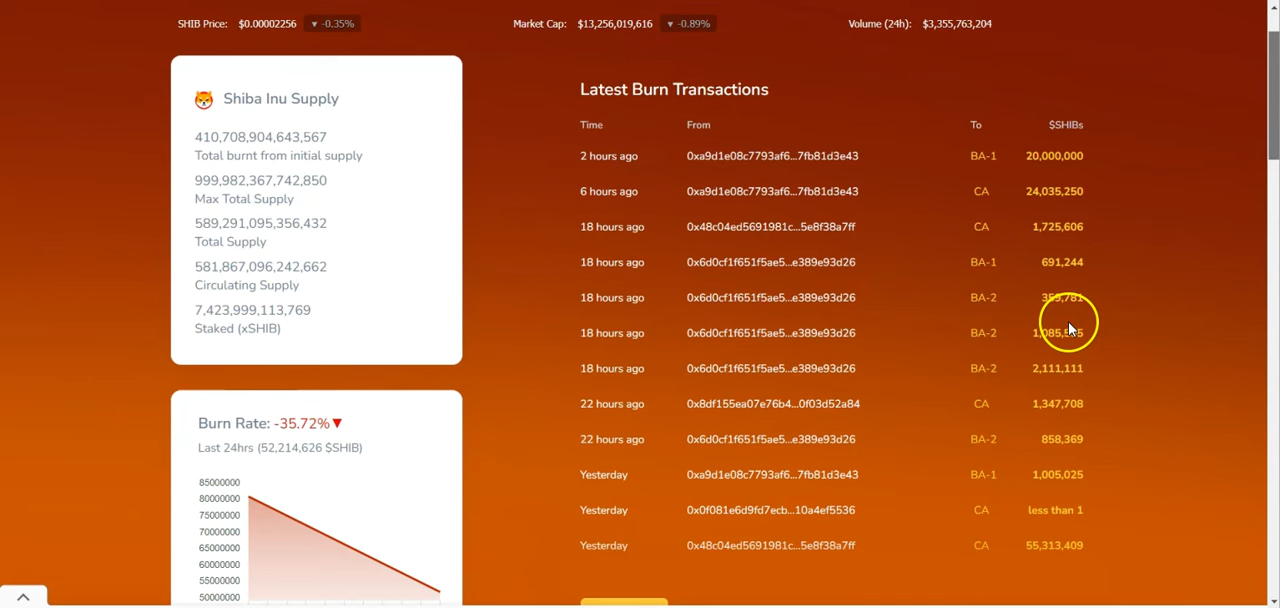 SHIB Price: $0.00002256 ▼ -0.35% Market Cap: $13,256,019,616 ▼ -0.89% Volume (24h): $3,355,763,204
Shiba Inu Supply
410,708,904,643,567
Total burnt from initial supply
999,982,367,742,850
Max Total Supply
589,291,095,356,432
Total Supply
581,867,096,242,662
Circulating Supply
7,423,999,113,769
Staked (xSHIB)
Burn Rate: -35.72%▼
Last 24hrs (52,214,626 $SHIB)
85000000
80000000
75000000
70000000
65000000
60000000
55000000
50000000
Latest Burn Transactions
Time From To $SHIBs
2 hours ago 0xa9d1e08c7793af6...7fb81d3e43 BA-1 20,000,000
6 hours ago 0xa9d1e08c7793af6...7fb81d3e43 CA 24,035,250
18 hours ago 0x48c04ed5691981c...5e8f38a7ff CA 1,725,606
18 hours ago 0x6d0cf1f651f5ae5...e389e93d26 BA-1 691,244
18 hours ago 0x6d0cf1f651f5ae5...e389e93d26 BA-2 359,781
18 hours ago 0x6d0cf1f651f5ae5...e389e93d26 BA-2
18 hours ago 0x6d0cf1f651f5ae5...e389e93d26 BA-2 2,111,111
22 hours ago 0x8df155ea07e76b4...0f03d52a84 CA 1,347,708
22 hours ago 0x6d0cf1f651f5ae5...e389e93d26 BA-2 858,369
Yesterday 0xa9d1e08c7793af6...7fb81d3e43 BA-1 1,005,025
Yesterday 0x0f081e6d9fd7ecb...10a4ef5536 CA less than 1
Yesterday 0x48c04ed5691981c...5e8f38a7ff CA 55,313,409